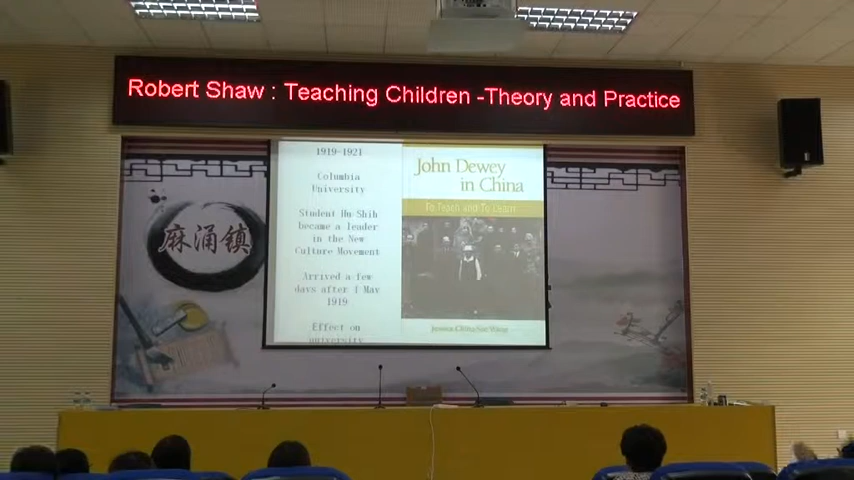 Robert Shaw : Teaching Children -Theory and Practice
1919-1921
Columbia
University
Student Hu Shih
became a leader
in the New
Culture Movement
Arrived a few
days after
May
1919
Effect on
university
John Dewey
in China
To Teach and To Learn
麻涌镇